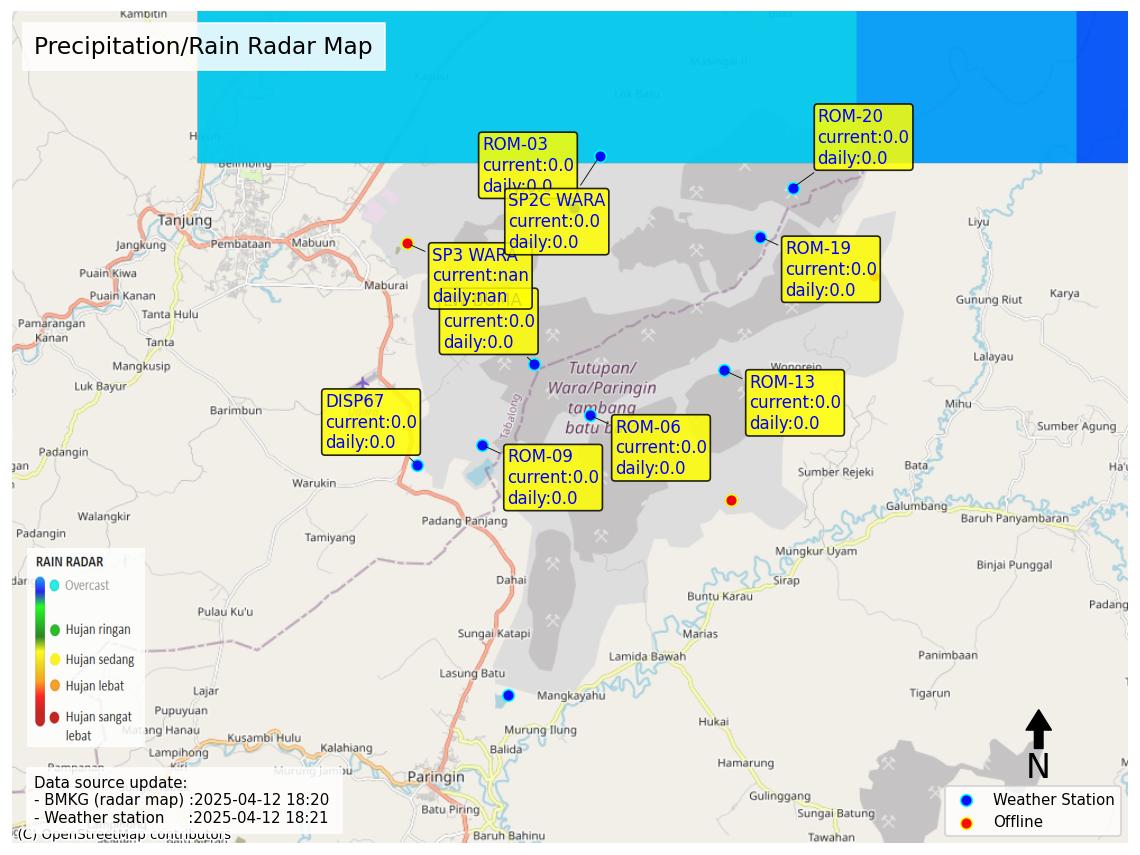 Kambitin
Precipitation/Rain Radar Map
Kapuu
Masingai II
Lok Batu
Belimbing
ROM-20
current:0.0
daily:0.0
ROM-03
current:0.0
daily:0.0
SP2C WARA
current:0.0
daily:0.0
Tanjung
Liyu
Jangkung
Pembataan
Mabuun
SP3 WARA
current:nan
daily:nan
current:0.0
daily:0.0
ROM-19
current:0.0
daily:0.0
Puain Kiwa
Puain Kanan
Maburai
Tanta Hulu
Gunung Riut
Karya
Pamarangan
Kanan
Tanta
Mangkusip
Lalayau
Luk Bayur
Tutupan/
Wara/Paringin
tambang
batu b
Wonorejo
ROM-13
current:0.0
daily:0.0
Barimbun
Tabalong
Mihu
DISP67
current:0.0
daily:0.0
ROM-06
current:0.0
daily:0.0
Sumber Agung
Padangin
ROM-09
current:0.0
daily:0.0
Bata
Ha'u
Sumber Rejeki
Warukin
Galumbang
Baruh Panyambaran
Walangkir
Padang Panjang
Padangin
Tamiyang
Mungkur Uyam
Binjai Punggal
RAIN RADAR
Overcast
Hujan ringan
Hujan sedang
Hujan lebat
Hujan sangat
lebat
Dahai
Sirap
Buntu Karau
Padang
Pulau Ku'u
Sungai Katapi
Marias
Lamida Bawah
Panimbaan
Lasung Batu
Lajar
Mangkayahu
Tigarun
Pupuyuan
Matang Hanau
Hukai
Murung Ilung
Kusambi Hulu
Lampihong
Kalahiang
Balida
Kiri
Pampanan
Murung Jambu
Hamarung
N
Paringin
Data source update:
- BMKG (radar map) :2025-04-12 18:20
- Weather station :2025-04-12 18:21
Gulinggang
Weather Station
Offline
Batu Piring
Sungai Batung
(C) OpenStreetMap contributors
Baruh Bahinu
Tawahan